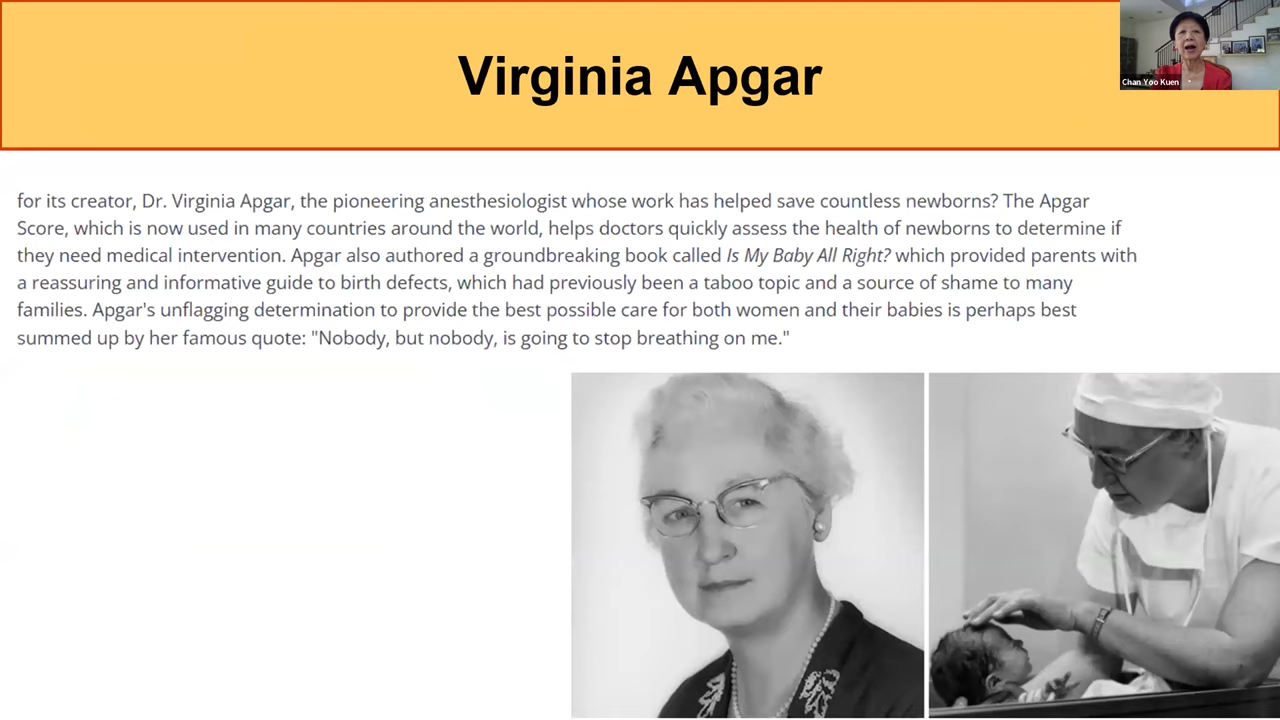 Virginia Apgar
Chan Yoo Kuen
for its creator, Dr. Virginia Apgar, the pioneering anesthesiologist whose work has helped save countless newborns? The Apgar
Score, which is now used in many countries around the world, helps doctors quickly assess the health of newborns to determine if
they need medical intervention. Apgar also authored a groundbreaking book called Is My Baby All Right? which provided parents with
a reassuring and informative guide to birth defects, which had previously been a taboo topic and a source of shame to many
families. Apgar's unflagging determination to provide the best possible care for both women and their babies is perhaps best
summed up by her famous quote: "Nobody, but nobody, is going to stop breathing on me."